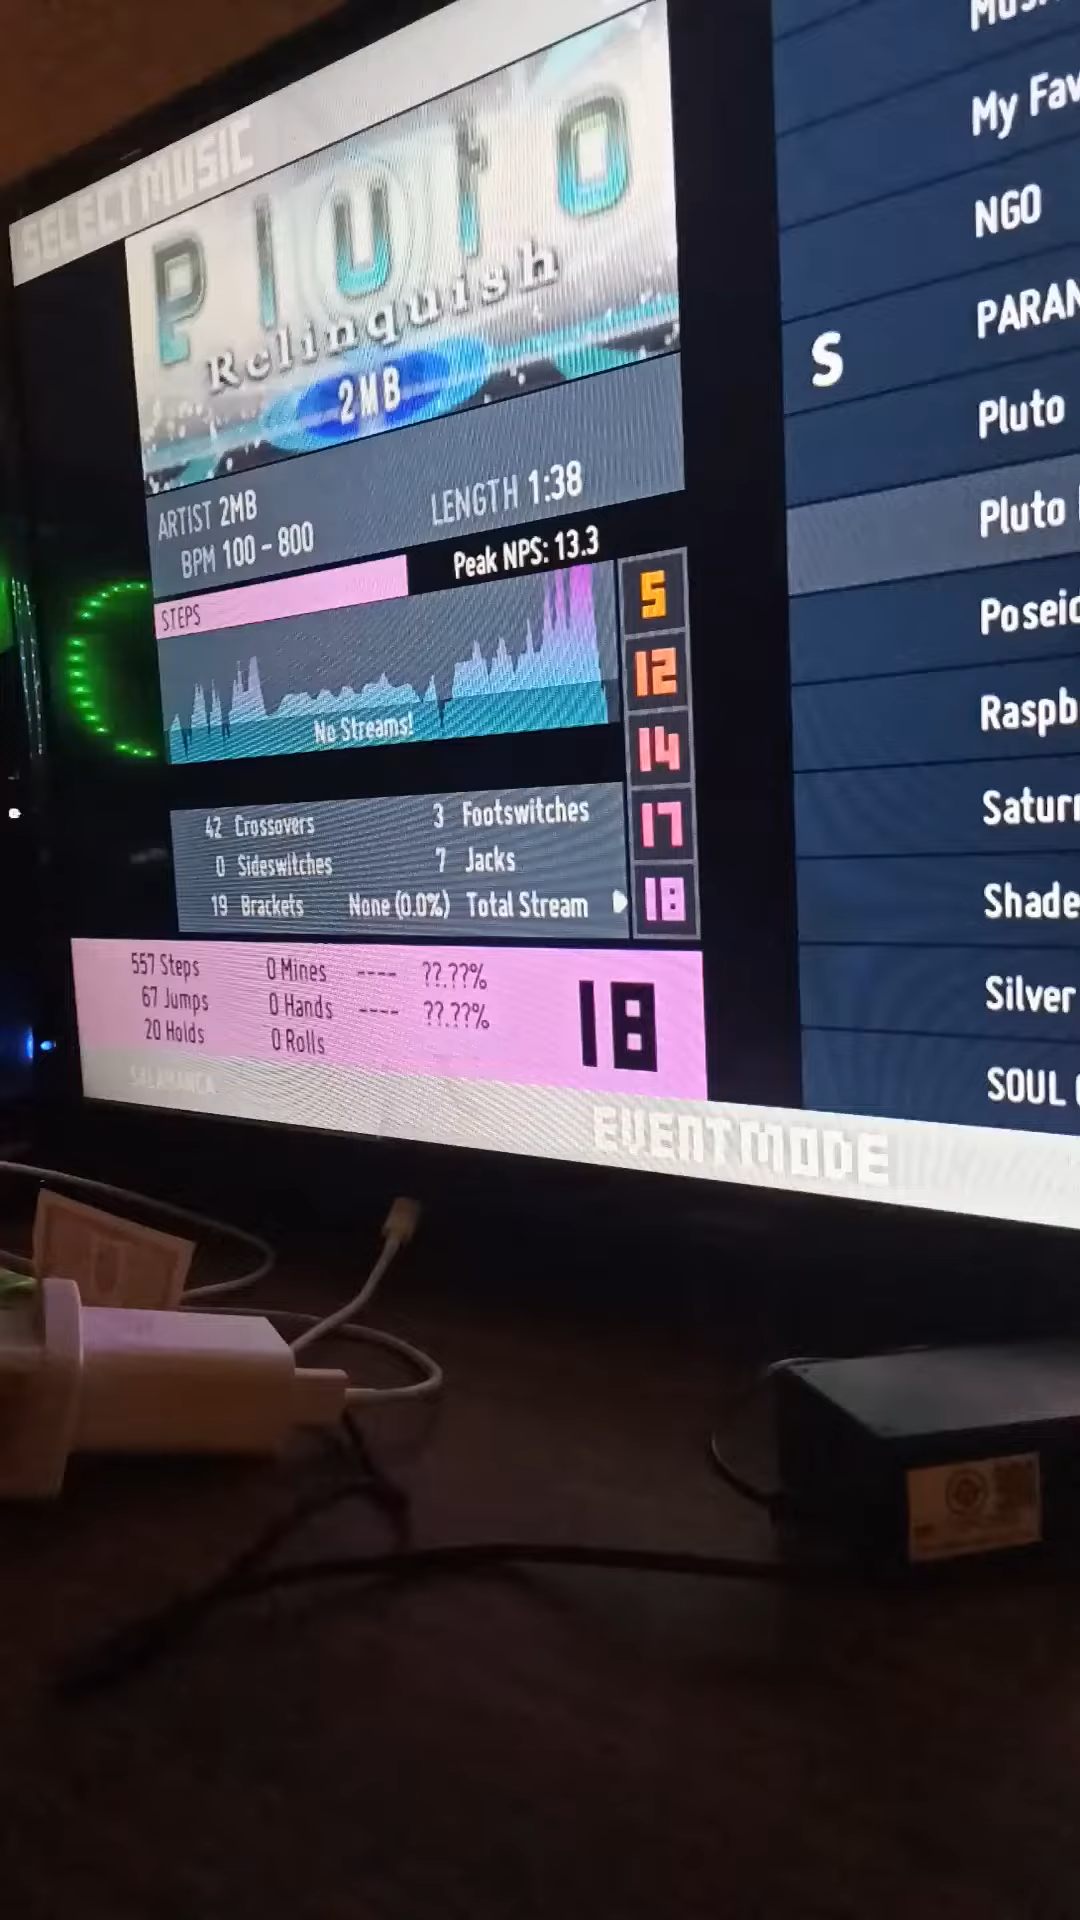 SELECT MUSIC
Pluto
Relinquish
2MB
ARTIST 2MB
LENGTH 1:38
BPM 100 - 800
Peak NPS: 13.3
STEPS
No Streams!
5
12
14
17
18
42 Crossovers
3 Footswitches
0 Sideswitches
7 Jacks
19 Brackets
None (0.0%) Total Stream
557 Steps
0 Mines
---- ??.??%
67 Jumps
0 Hands
---- ??.??%
20 Holds
0 Rolls
18
SALAMANCA
EVENT MODE
My Fav
NGO
PARAN
S
Pluto
Pluto
Poseid
Raspb
Saturn
Shade
Silver
SOUL